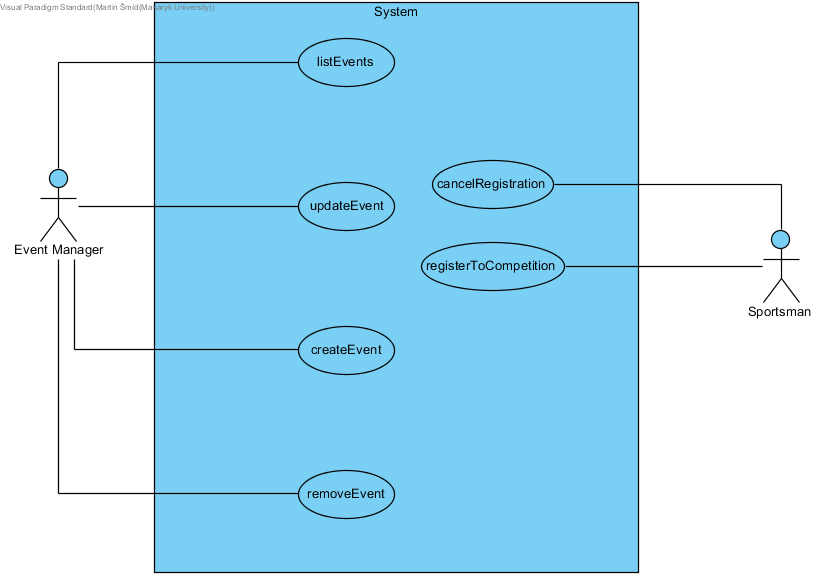 Visual Paradigm Standard(Martin Šmíd(Masaryk University))
System
listEvents
cancelRegistration
updateEvent
Event Manager
registerToCompetition
Sportsman
createEvent
removeEvent